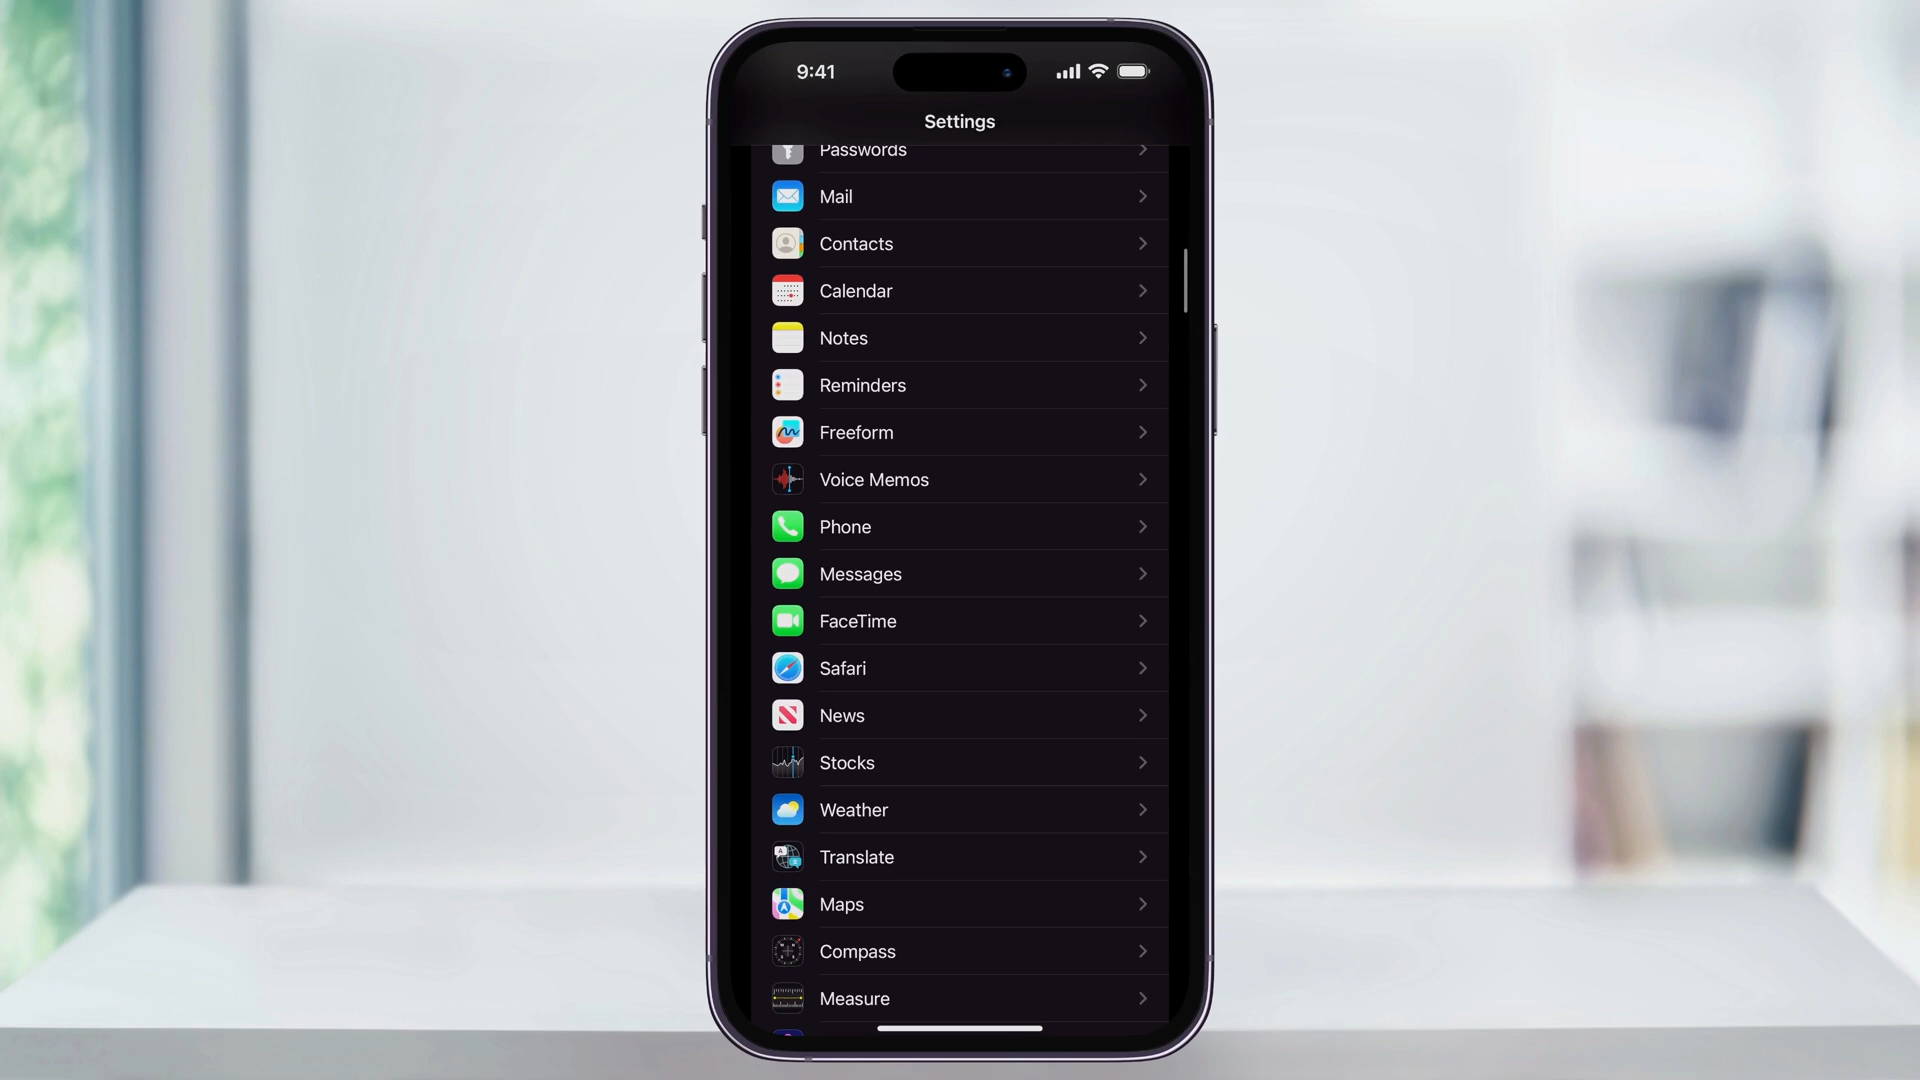 9:41
Settings
Passwords
Mail
Contacts
Calendar
Notes
Reminders
Freeform
Voice Memos
Phone
Messages
FaceTime
Safari
News
Stocks
Weather
Translate
Maps
Compass
Measure